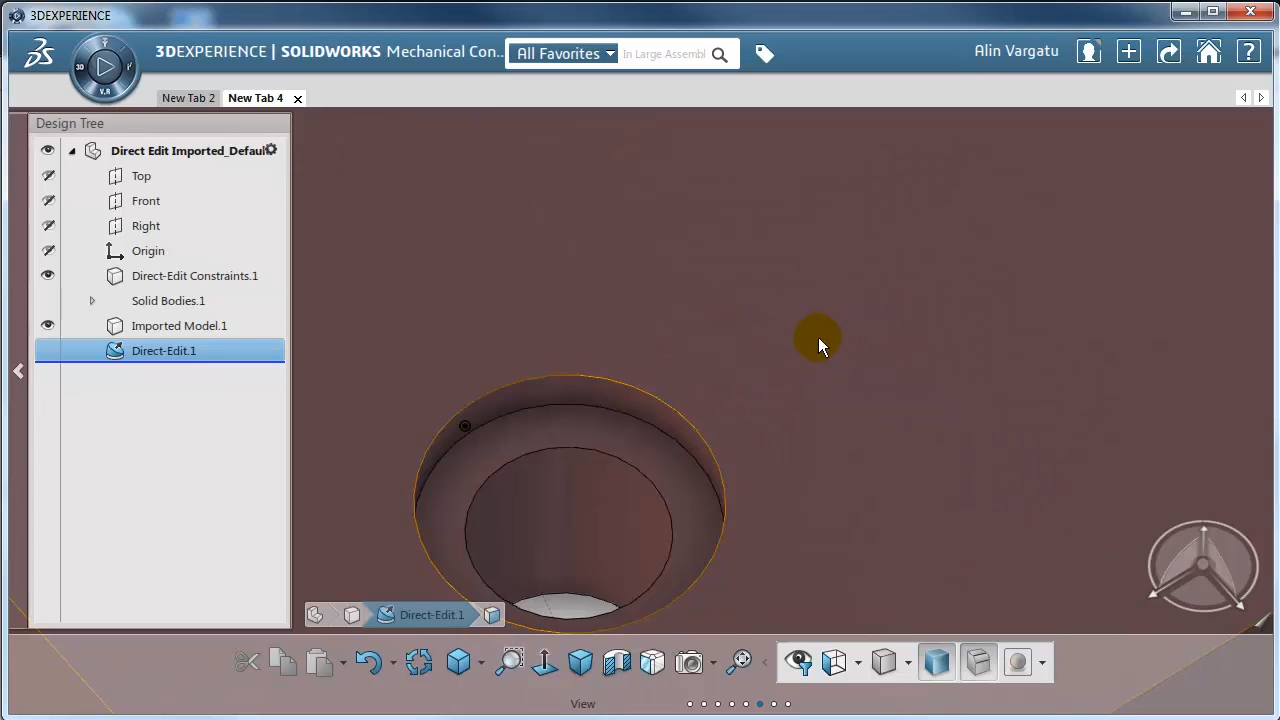 3DEXPERIENCE
3DEXPERIENCE | SOLIDWORKS Mechanical Con...
All Favorites
In Large Assembl
Alin Vargatu
3D
V.R
New Tab 2
New Tab 4
Design Tree
Direct Edit Imported_Defaul
Top
Front
Right
Origin
Direct-Edit Constraints.1
Solid Bodies.1
Imported Model.1
Direct-Edit.1
Direct-Edit.1
View